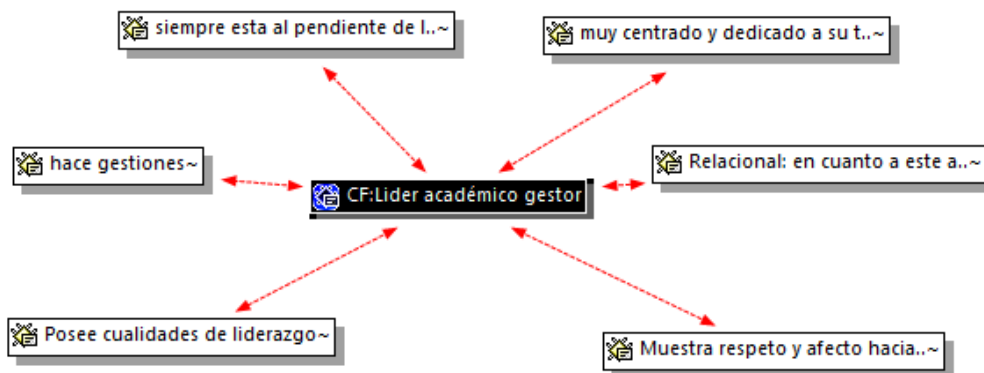 siempre esta al pendiente de l..~
muy centrado y dedicado a su t..~
hace gestiones~
Relacional: en cuanto a este a..~
CF:Lider académico gestor
Posee cualidades de liderazgo~
Muestra respeto y afecto hacia..~